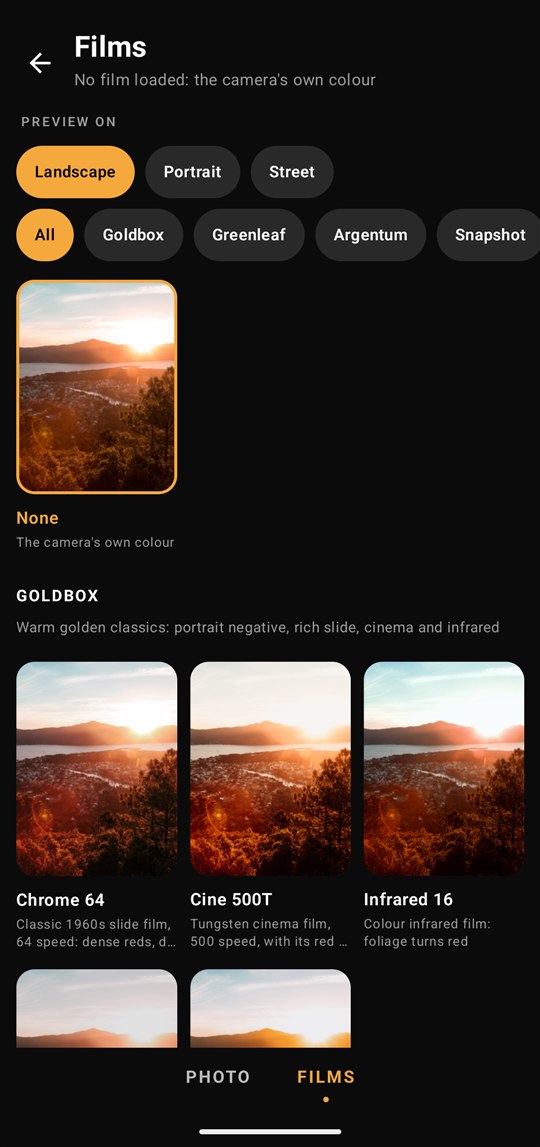 Films
No film loaded: the camera's own colour
PREVIEW ON
Landscape Portrait Street
All Goldbox Greenleaf Argentum Snapshot
None
The camera's own colour
GOLDBOX
Warm golden classics: portrait negative, rich slide, cinema and infrared
Chrome 64 Cine 500T Infrared 16
Classic 1960s slide film, Tungsten cinema film, Colour infrared film:
64 speed: dense reds, d… 500 speed, with its red … foliage turns red
PHOTO FILMS